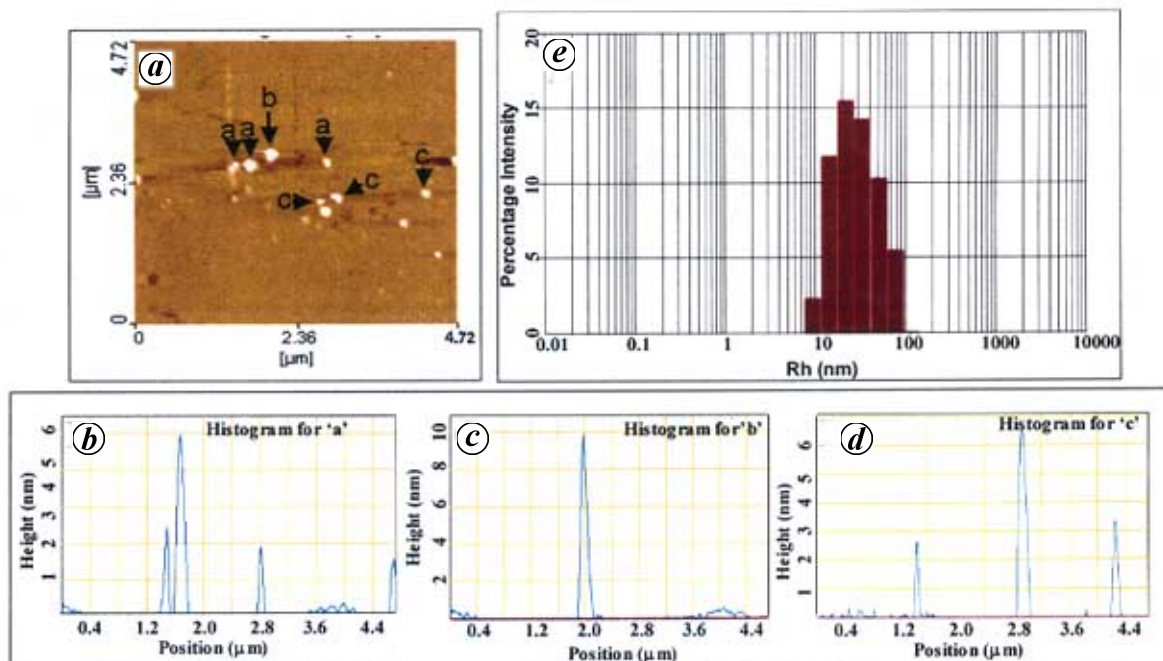 a
4.72
2.36
0
[µm]
b
a a a
c
c c
0 2.36 4.72
[µm]
e
20
15
10
5
0
Percentage Intensity
0.01 0.1 1 10 100 1000 10000
Rh (nm)
b
Histogram for 'a'
6
5
4
3
2
1
Height (nm)
0.4 1.2 2.0 2.8 3.6 4.4
Position (µm)
c
Histogram for 'b'
10
8
6
4
2
Height (nm)
0.4 1.2 2.0 2.8 3.6 4.4
Position (µm)
d
Histogram for 'c'
6
5
4
3
2
1
Height (nm)
0.4 1.2 2.0 2.8 3.6 4.4
Position (µm)